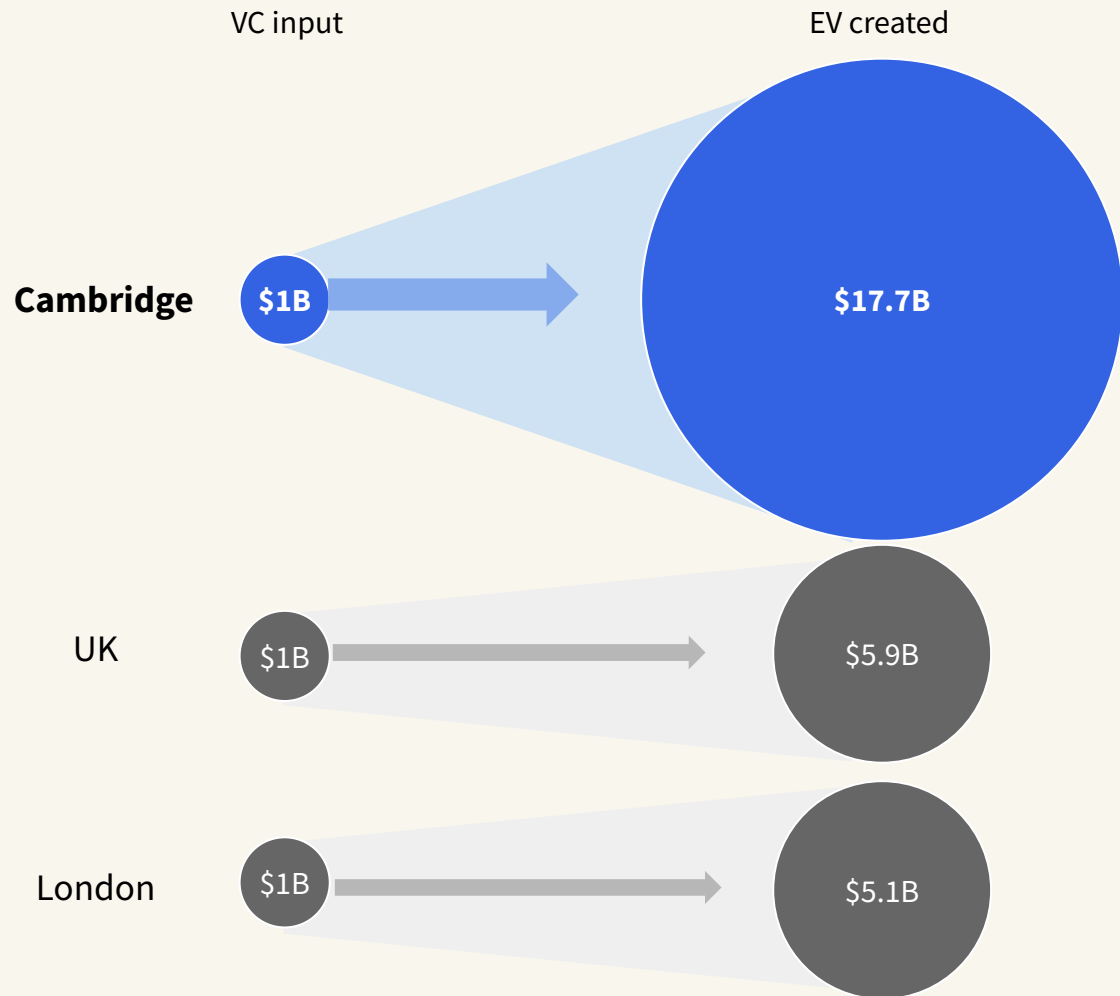 VC input
EV created
Cambridge
$1B
$17.7B
UK
$1B
$5.9B
London
$1B
$5.1B